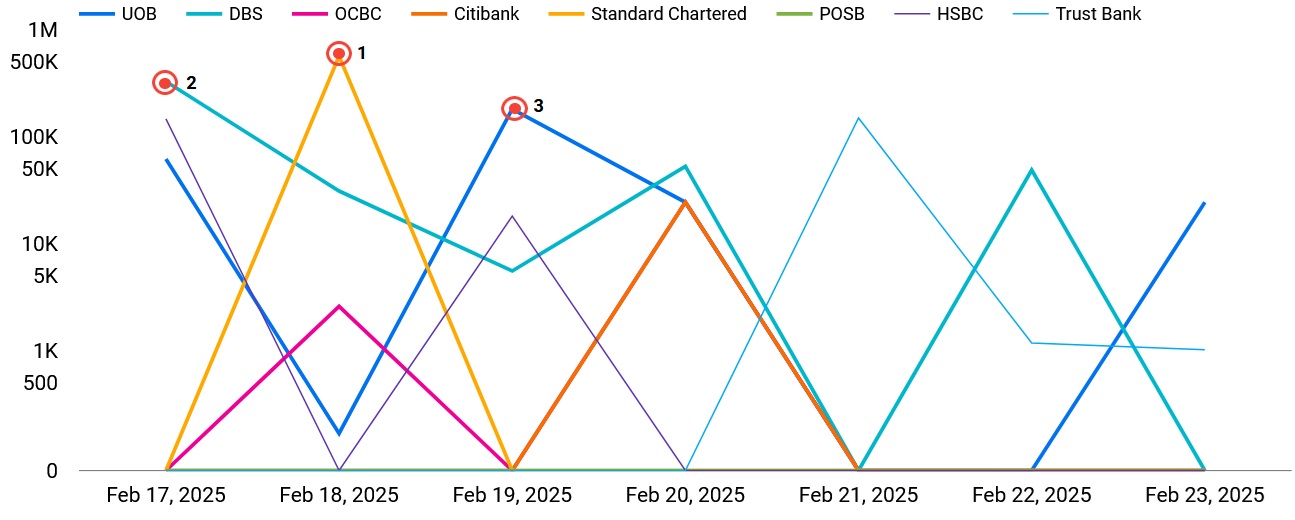 UOB DBS OCBC Citibank Standard Chartered POSB HSBC Trust Bank
1M
500K
100K
50K
10K
5K
1K
500
0
2
1
3
Feb 17, 2025 Feb 18, 2025 Feb 19, 2025 Feb 20, 2025 Feb 21, 2025 Feb 22, 2025 Feb 23, 2025